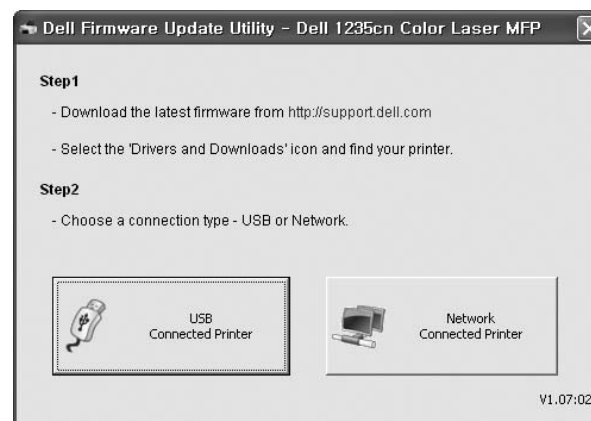 Dell Firmware Update Utility - Dell 1235cn Color Laser MFP
Step1
- Download the latest firmware from http://support.dell.com
- Select the 'Drivers and Downloads' icon and find your printer.
Step2
- Choose a connection type - USB or Network.
USB
Connected Printer
Network
Connected Printer
V1.07:02